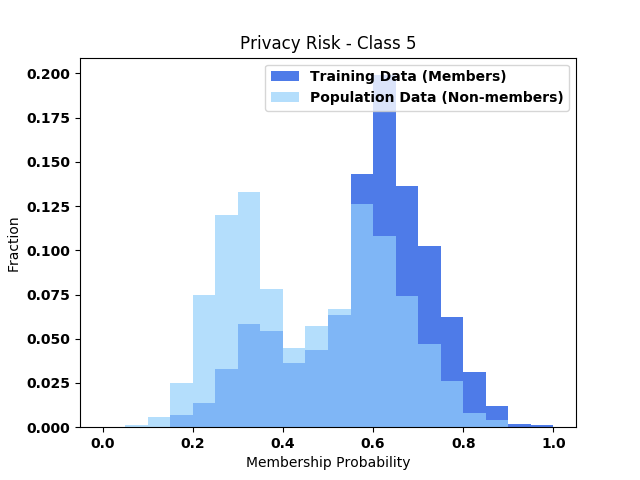 Privacy Risk - Class 5
Training Data (Members)
Population Data (Non-members)
Fraction
0.200
0.175
0.150
0.125
0.100
0.075
0.050
0.025
0.000
0.0 0.2 0.4 0.6 0.8 1.0
Membership Probability